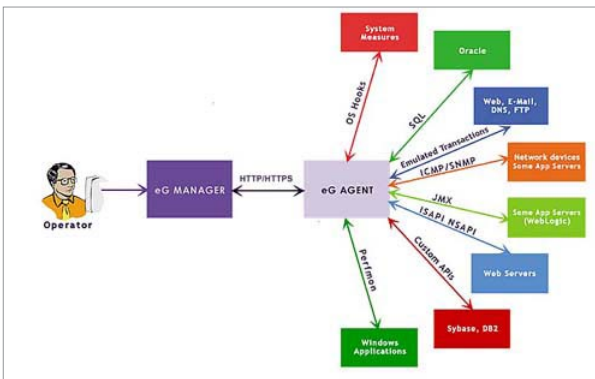 System
Measures
Oracle
OS Hooks
SQL
Web, E-Mail,
DNS, FTP
Emulated Transactions
ICMP/SNMP
Network devices
Some App Servers
HTTP/HTTPS
eG MANAGER
eG AGENT
JMX
Some App Servers
(WebLogic)
ISAPI NSAPI
Operator
Web Servers
Custom APIs
Perfmon
Sybase, DB2
Windows
Applications